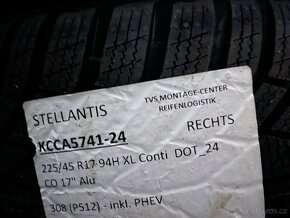 STELLANTIS
TVS MONTAGE-CENTER
REIFENLOGISTIK
KCCA5741-24
RECHTS
225/45 R17 94H XL Conti DOT_24
CO 17" Alu
308 (P512) - inkl. PHEV